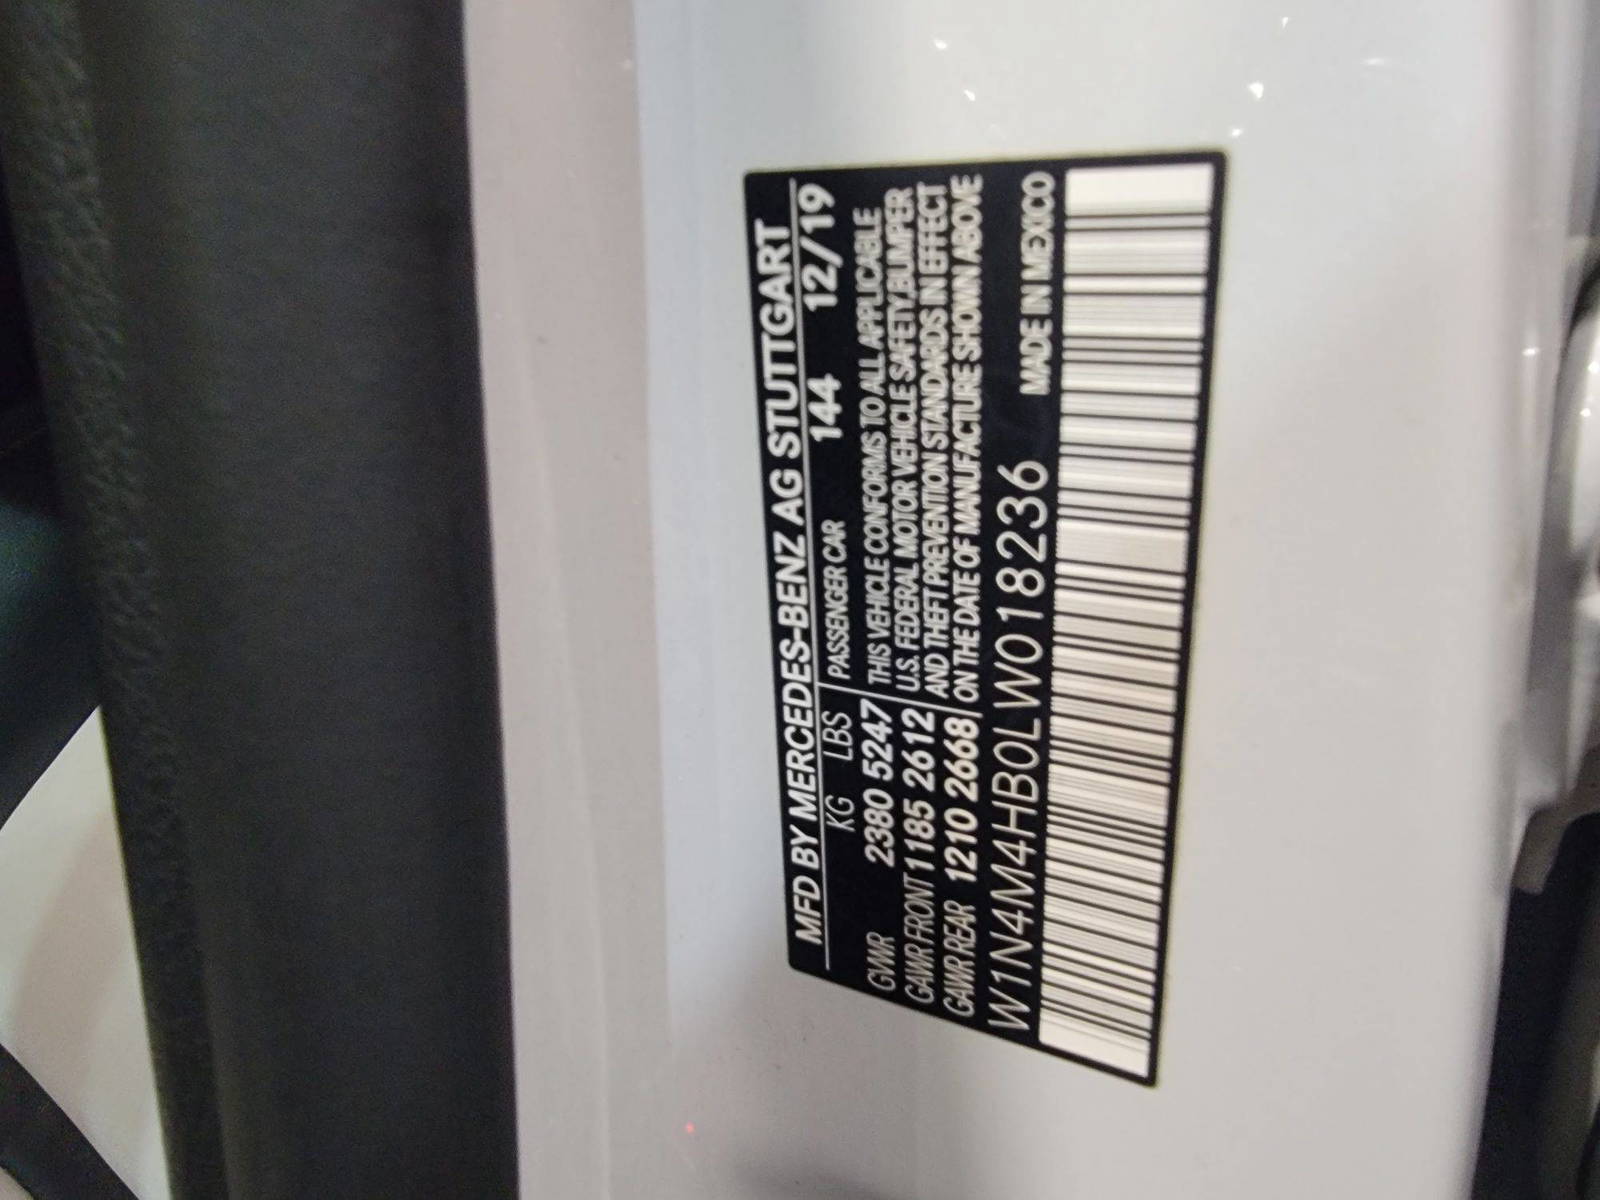 MFD BY MERCEDES-BENZ AG STUTTGART
KG LBS PASSENGER CAR 144 12/19
GVWR 2380 5247 THIS VEHICLE CONFORMS TO ALL APPLICABLE
GAWR FRONT 1185 2612 U.S. FEDERAL MOTOR VEHICLE SAFETY,BUMPER
GAWR REAR 1210 2668 AND THEFT PREVENTION STANDARDS IN EFFECT
ON THE DATE OF MANUFACTURE SHOWN ABOVE
W1N4M4HB0LW018236 MADE IN MEXICO